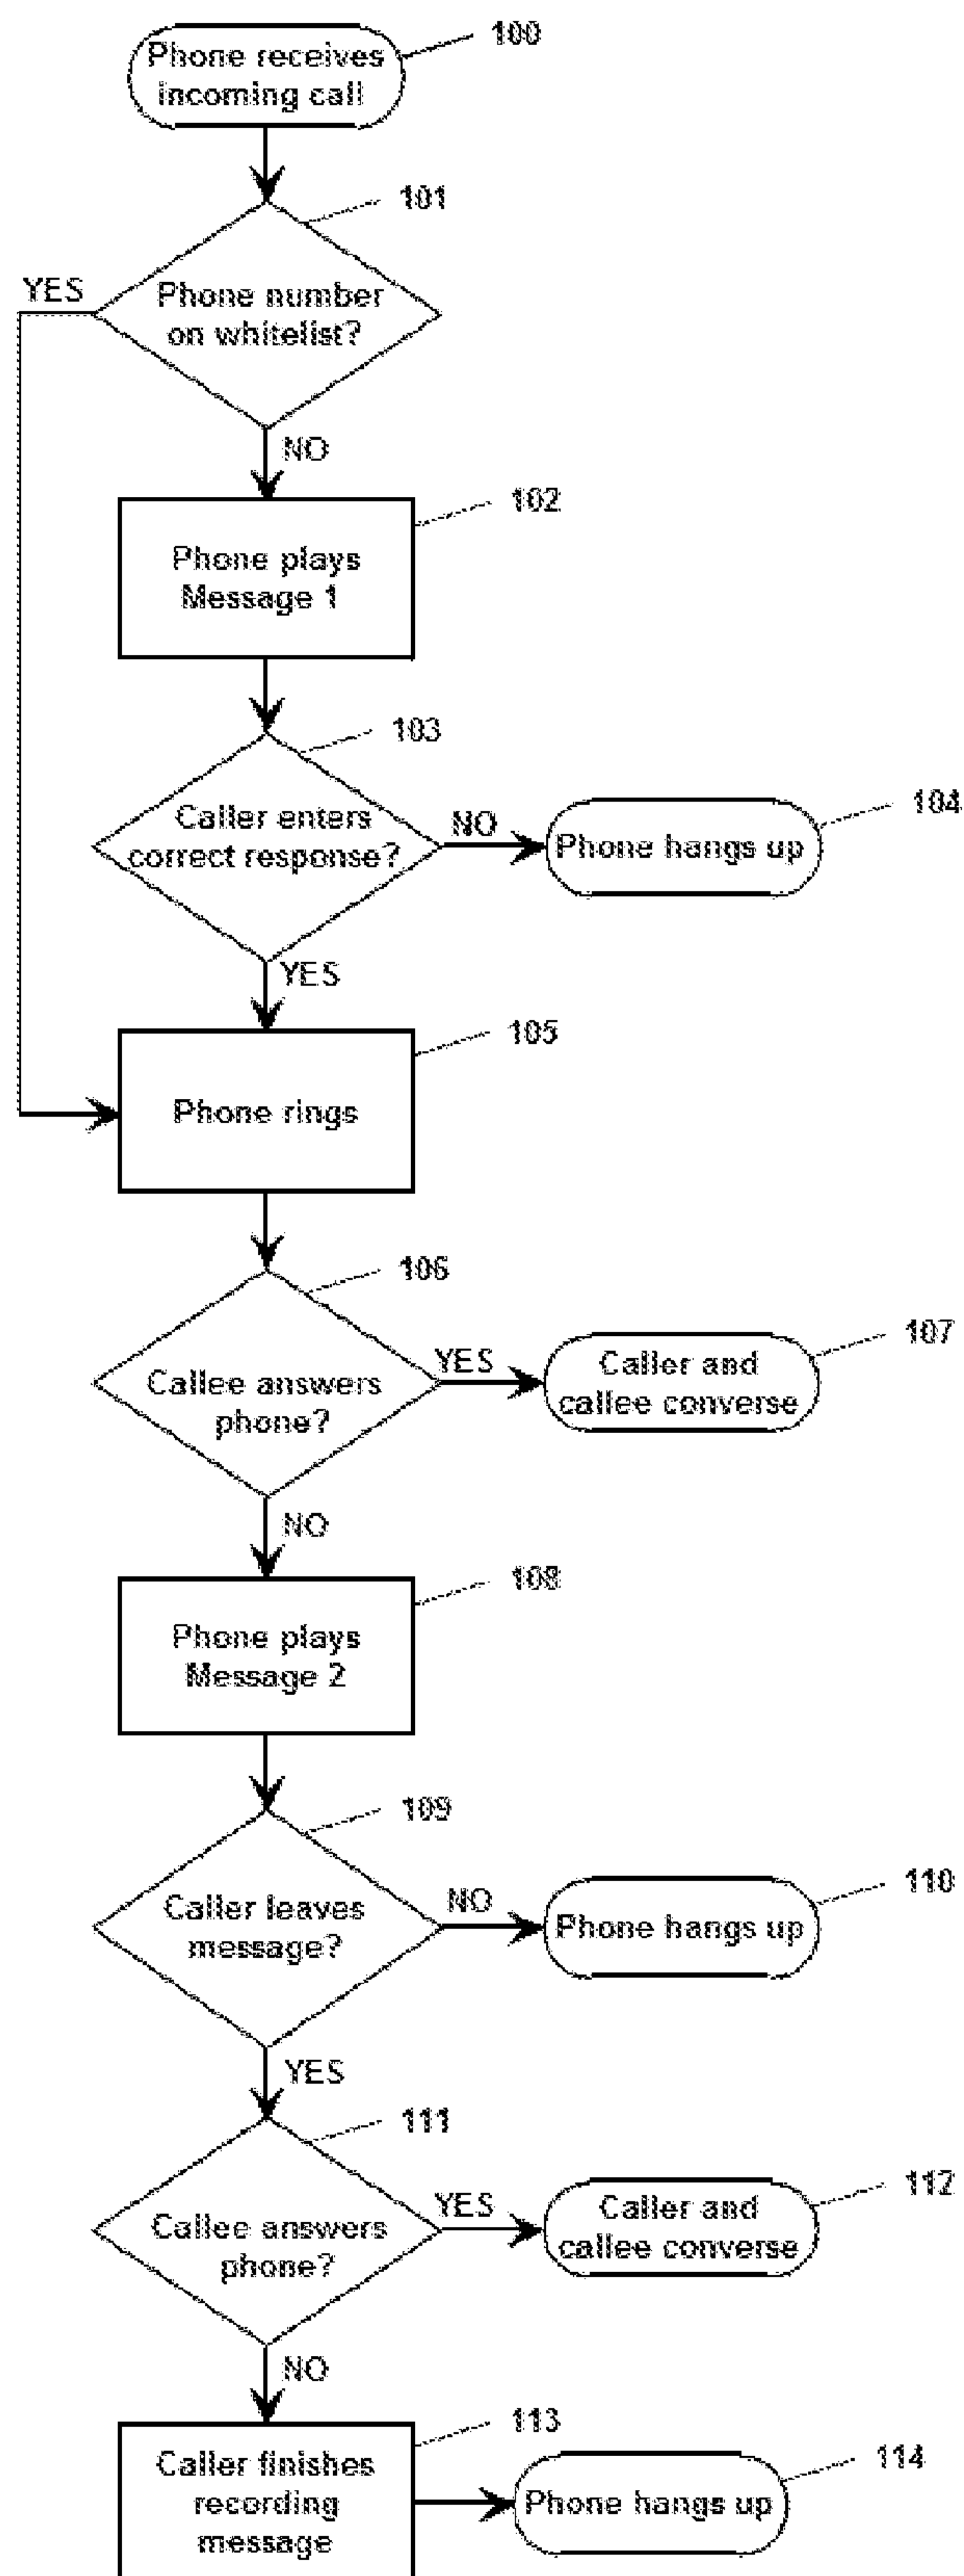 100
Phone receives
incoming call
101
YES
Phone number
on whitelist?
NO
102
Phone plays
Message 1
103
Caller enters
correct response?
NO
104
Phone hangs up
YES
105
Phone rings
106
Callee answers
phone?
YES
107
Caller and
callee converse
NO
108
Phone plays
Message 2
109
Caller leaves
message?
NO
110
Phone hangs up
YES
111
Callee answers
phone?
YES
112
Caller and
callee converse
NO
113
Caller finishes
recording
message
114
Phone hangs up